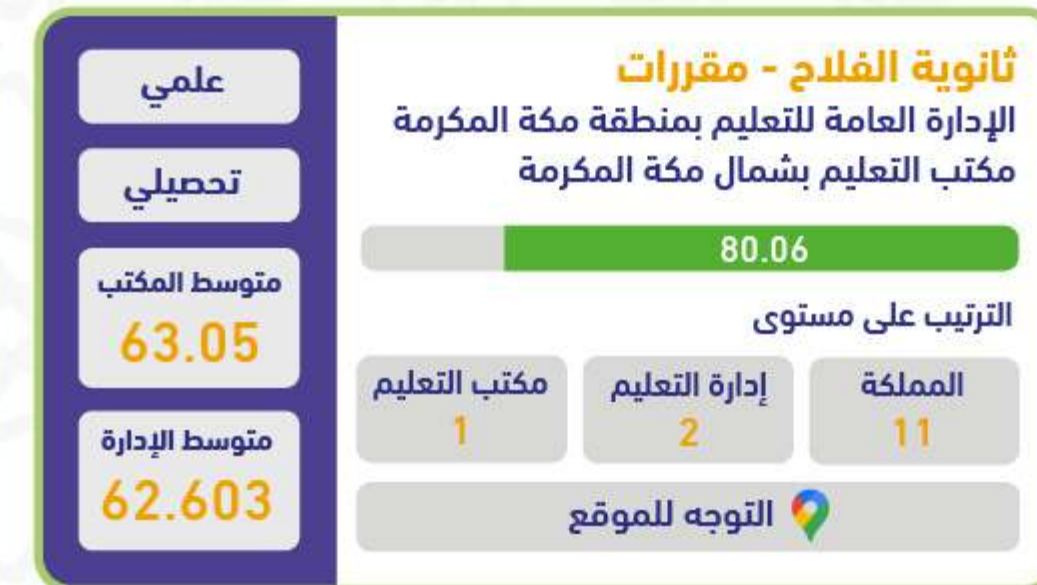 ثانوية الفلاح - مقررات
الإدارة العامة للتعليم بمنطقة مكة المكرمة
مكتب التعليم بشمال مكة المكرمة
80.06
الترتيب على مستوى
المملكة
11
إدارة التعليم
2
مكتب التعليم
1
التوجه للموقع
علمي
تحصيلي
متوسط المكتب
63.05
متوسط الإدارة
62.603